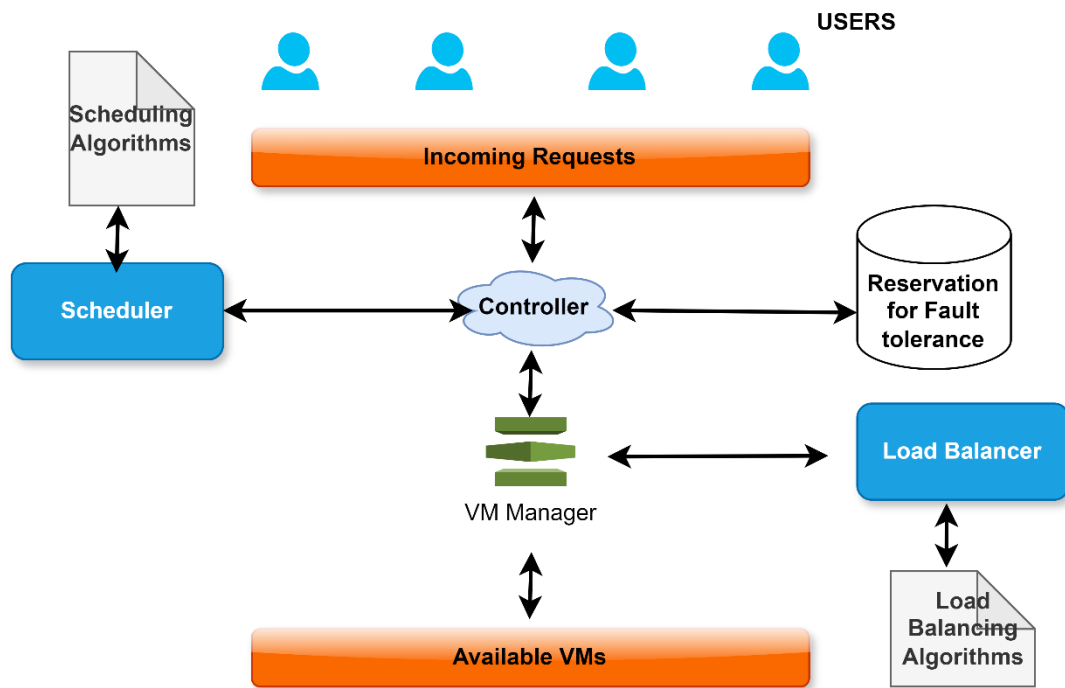 USERS
Scheduling
Algorithms
Incoming Requests
Scheduler
Controller
Reservation
for Fault
tolerance
Load Balancer
VM Manager
Load
Balancing
Algorithms
Available VMs